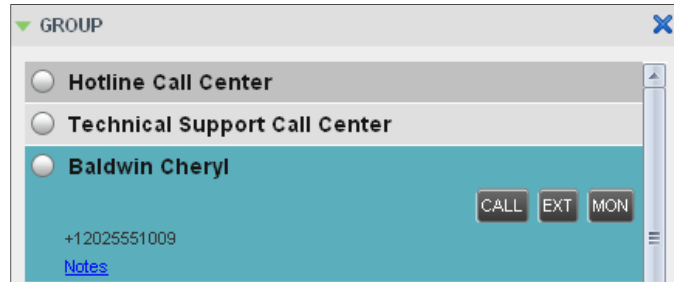 GROUP
Hotline Call Center
Technical Support Call Center
Baldwin Cheryl
CALL EXT MON
+12025551009
Notes